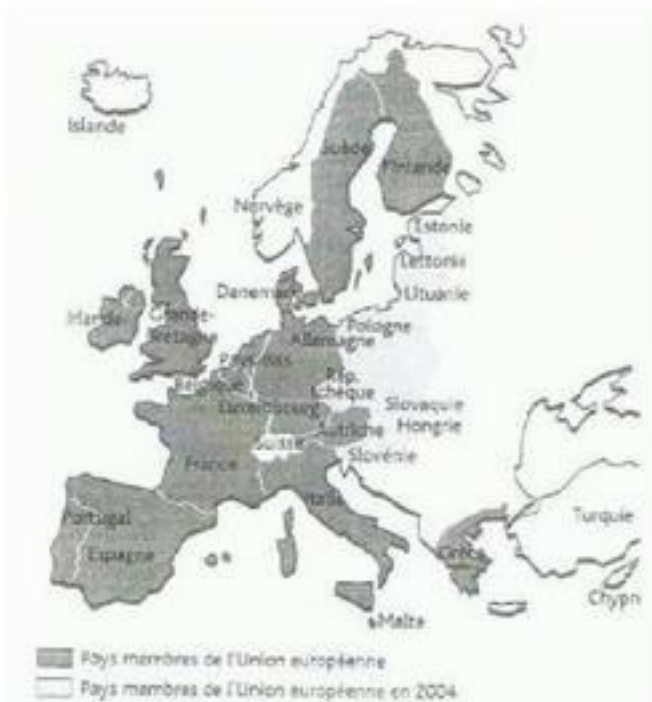 Islande
Suède
Finlande
Norvège
Estonie
Lettonie
Lituanie
Danemark
Irlande
Grande-
Bretagne
Pologne
Allemagne
Pays-Bas
Belgique
Rép.
tchèque
Luxembourg
Slovaquie
Hongrie
Autriche
Suisse
Slovénie
France
Italie
Portugal
Espagne
Grèce
Turquie
Chypr
Malte
Pays membres de l'Union européenne
Pays membres de l'Union européenne en 2004